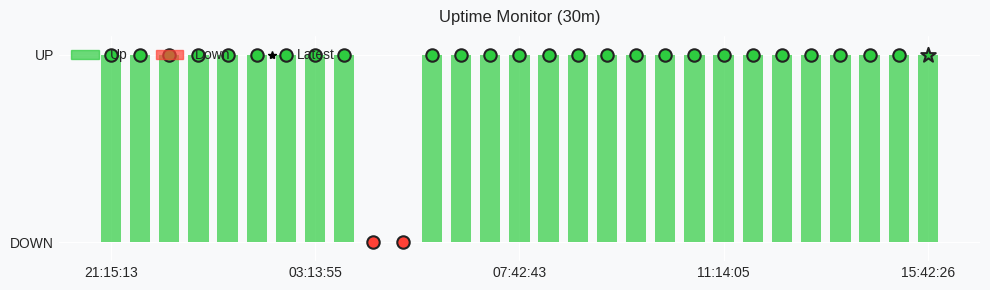 Uptime Monitor (30m)
UP
Up Down Latest
DOWN
21:15:13 03:13:55 07:42:43 11:14:05 15:42:26